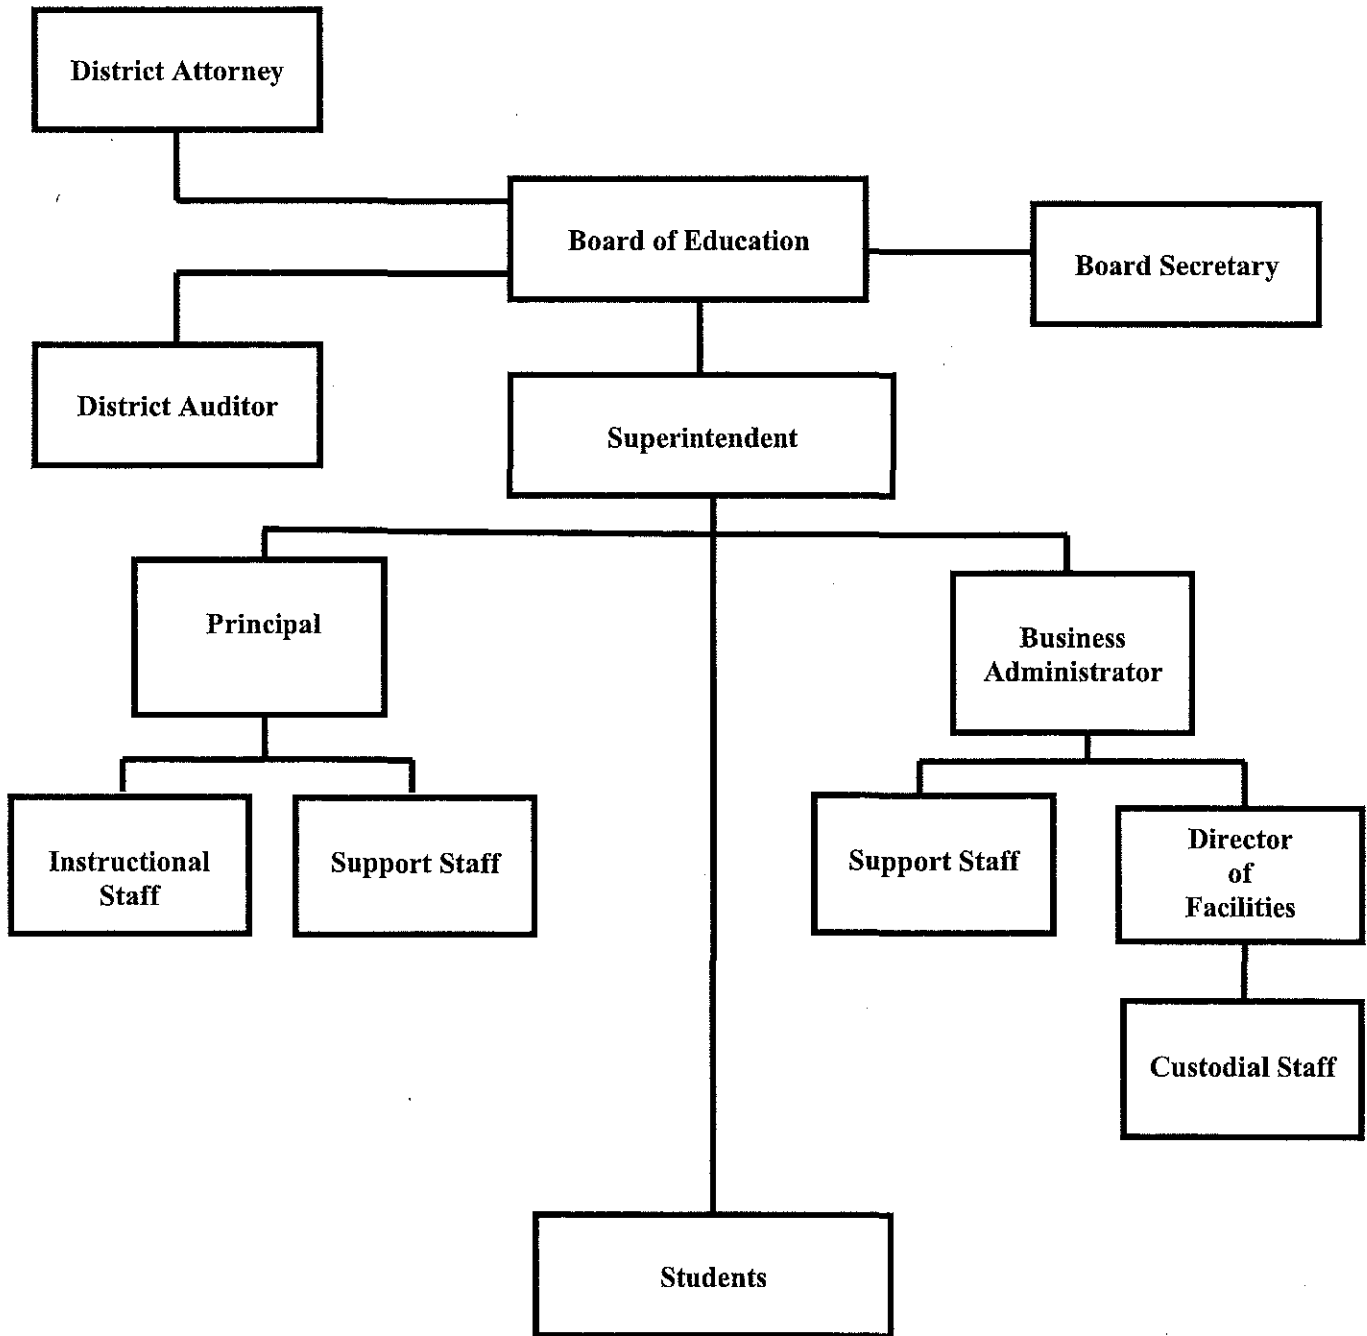 District Attorney
Board of Education
Board Secretary
District Auditor
Superintendent
Principal
Business
Administrator
Instructional
Staff
Support Staff
Support Staff
Director
of
Facilities
Custodial Staff
Students